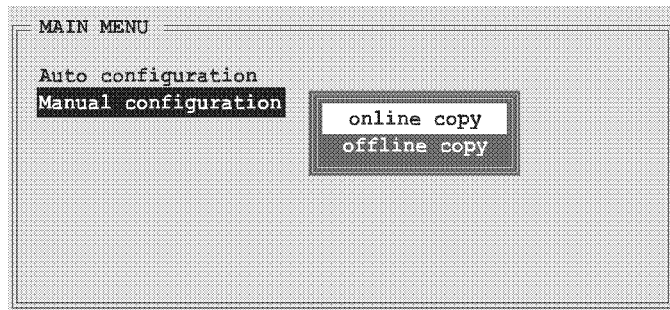 MAIN MENU
Auto configuration
Manual configuration
online copy
offline copy